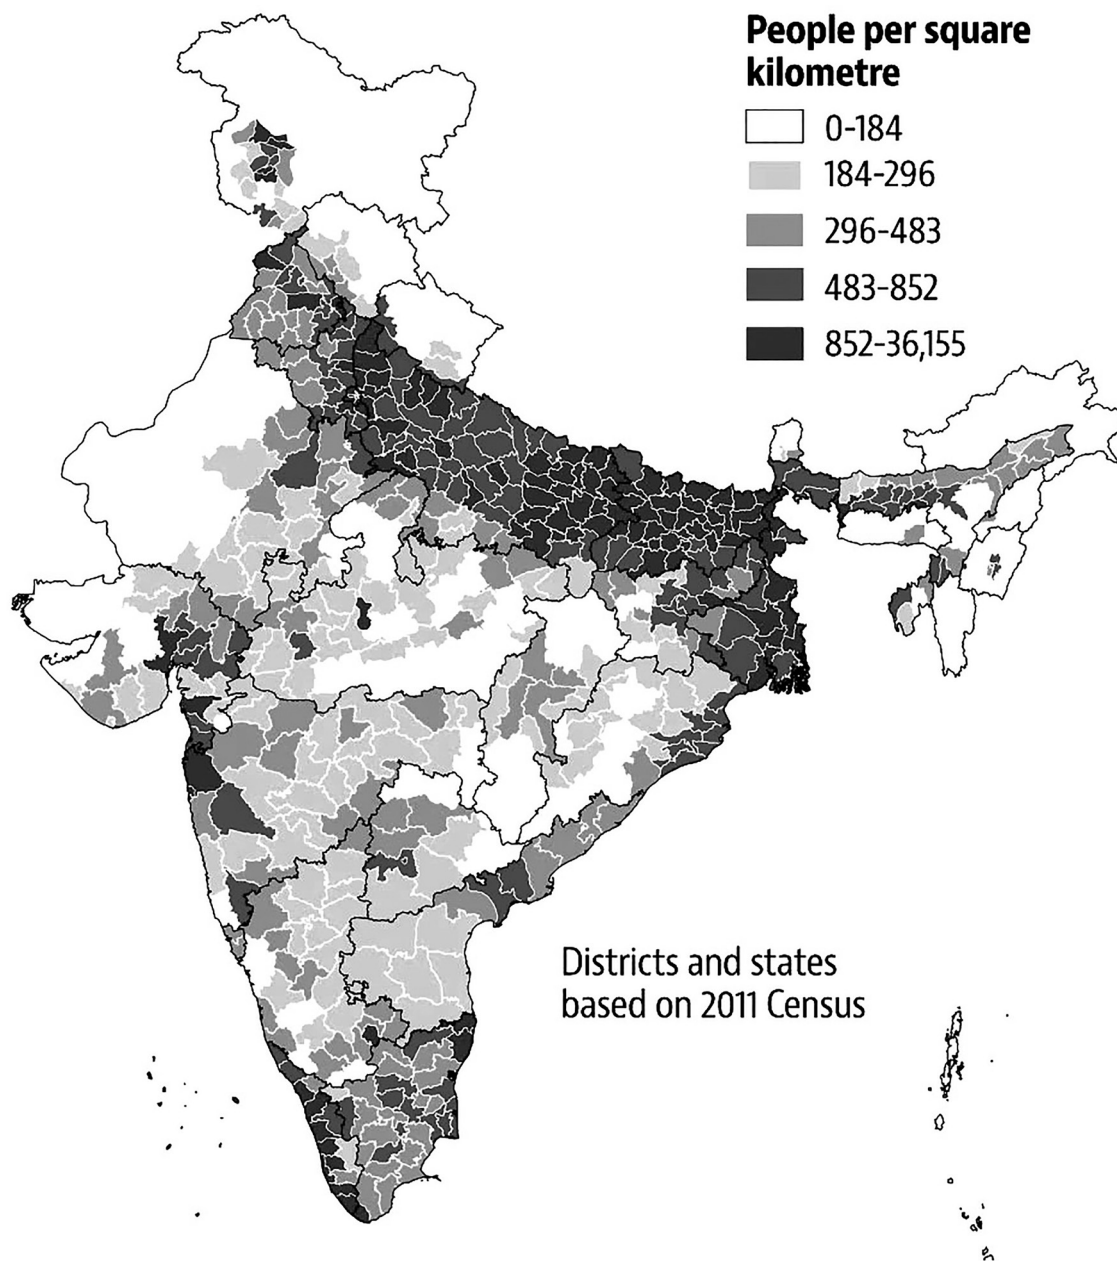 People per square
kilometre
0-184
184-296
296-483
483-852
852-36,155
Districts and states
based on 2011 Census